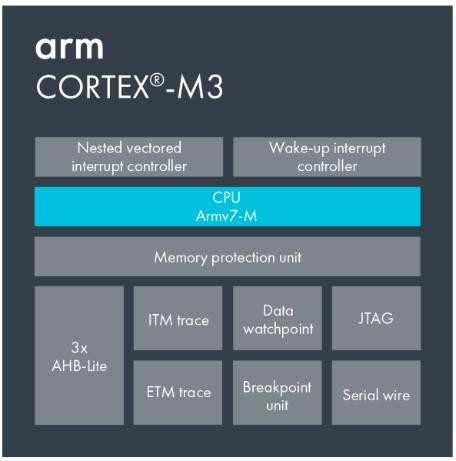 arm
CORTEX®-M3
Nested vectored
interrupt controller
Wake-up interrupt
controller
CPU
Armv7-M
Memory protection unit
3x
AHB-Lite
ITM trace
Data
watchpoint
JTAG
ETM trace
Breakpoint
unit
Serial wire